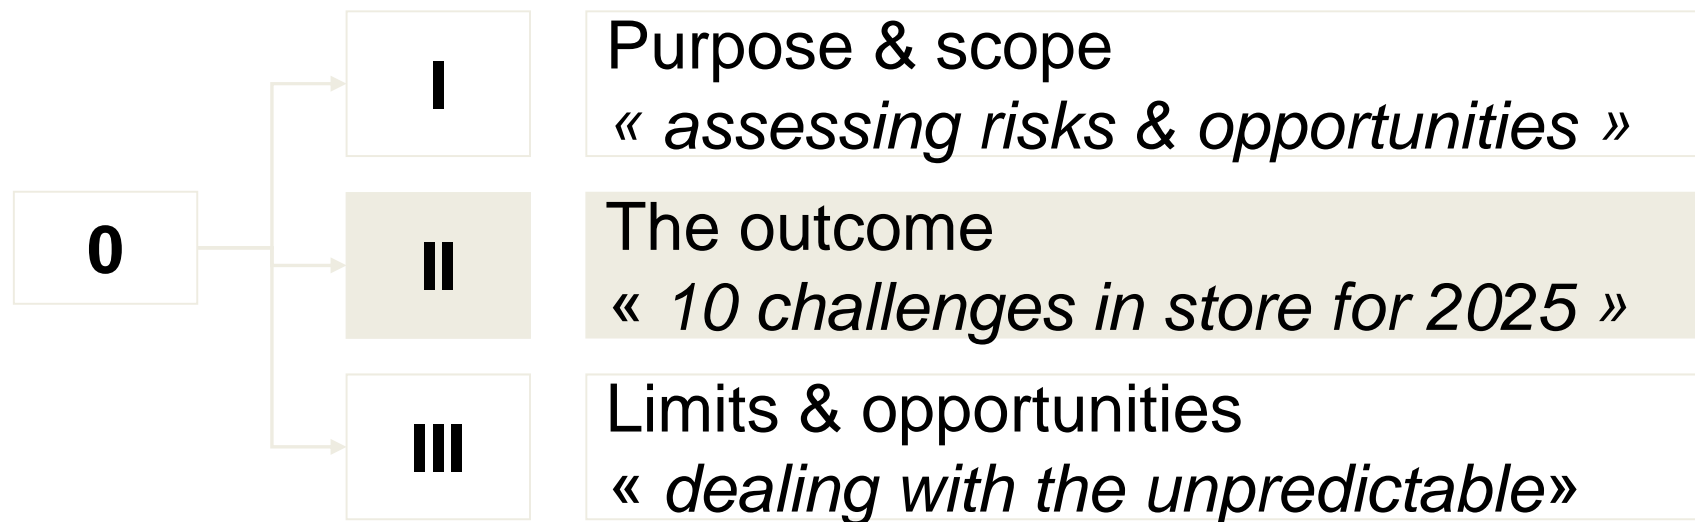 I
Purpose & scope
« assessing risks & opportunities »
0
II
The outcome
« 10 challenges in store for 2025 »
III
Limits & opportunities
« dealing with the unpredictable»